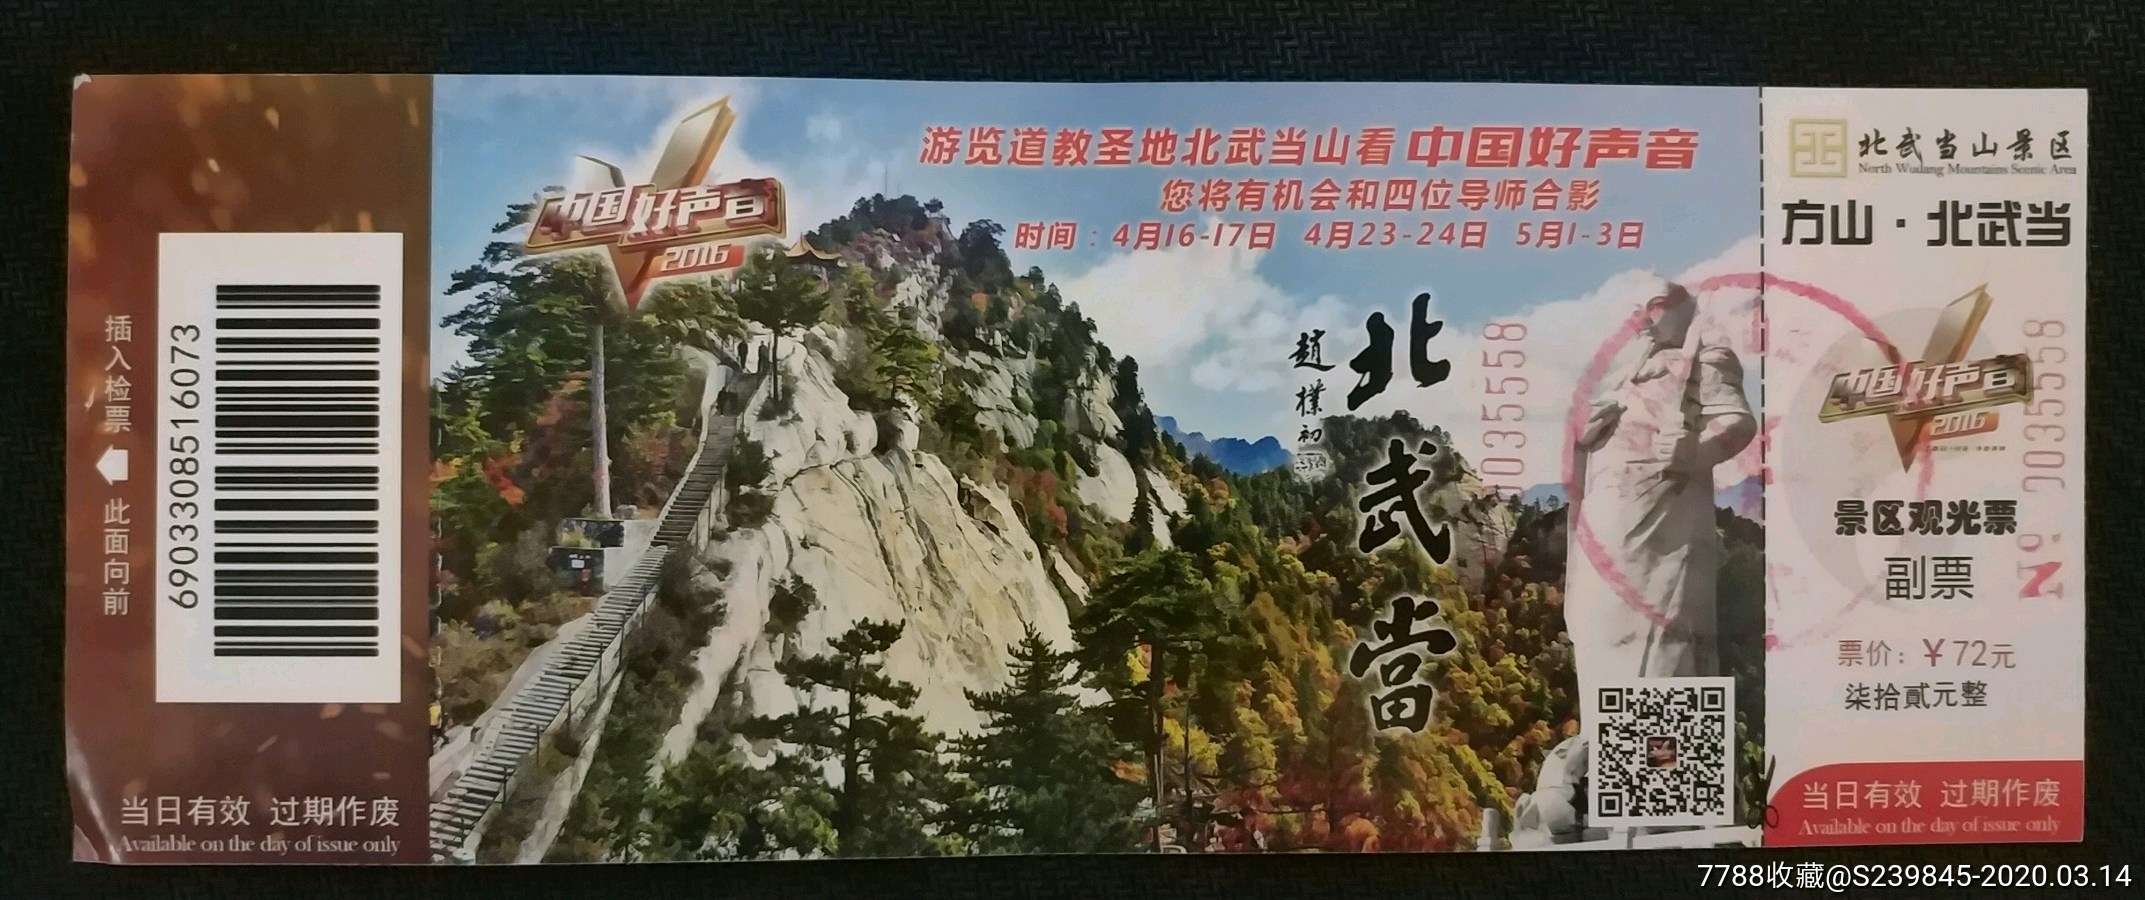 插入检票
此面向前
6903308516073
当日有效 过期作废
Available on the day of issue only
中国好声音
2016
游览道教圣地北武当山看中国好声音
您将有机会和四位导师合影
时间：4月16-17日 4月23-24日 5月1-3日
北武當
趙樸初
0035558
北武当山景区
North Wudang Mountains Scenic Area
方山·北武当
中国好声音
2016
景区观光票
副票
№ 0035558
票价：￥72元
柒拾貳元整
当日有效 过期作废
Available on the day of issue only
7788收藏@S239845-2020.03.14